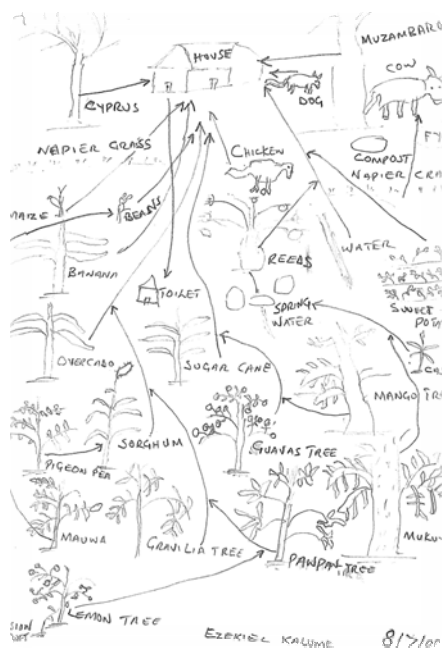 HOUSE
MUZAMBARO
COW
CYPRUS
DOG
NAPIER GRASS
CHICKEN
COMPOST
NAPIER
MAIZE
BEANS
WATER
BANANA
REEDS
TOILET
SPRING
WATER
SWEET
OVERCADO
SUGAR CANE
MANGO TREE
SORGHUM
GUAVAS TREE
PIGEON PEA
MAUWA
GRAVILIA TREE
PAWPAW TREE
LEMON TREE
EZEKIEL KALUME